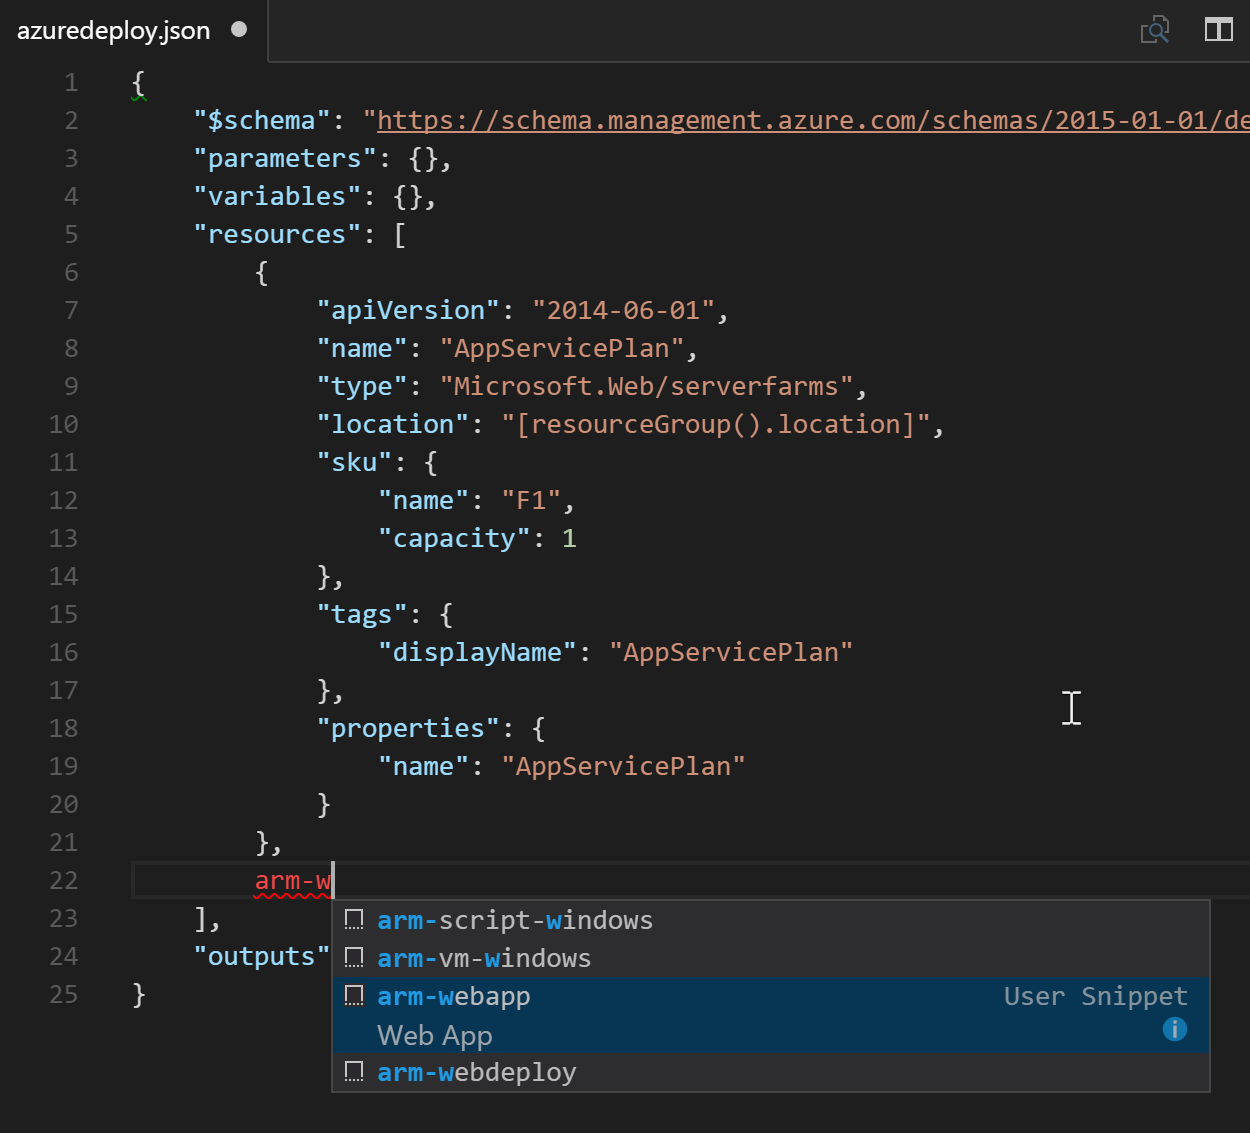 azuredeploy.json
1 {
2 "$schema": "https://schema.management.azure.com/schemas/2015-01-01/de
3 "parameters": {},
4 "variables": {},
5 "resources": [
6 {
7 "apiVersion": "2014-06-01",
8 "name": "AppServicePlan",
9 "type": "Microsoft.Web/serverfarms",
10 "location": "[resourceGroup().location]",
11 "sku": {
12 "name": "F1",
13 "capacity": 1
14 },
15 "tags": {
16 "displayName": "AppServicePlan"
17 },
18 "properties": {
19 "name": "AppServicePlan"
20 }
21 },
22 arm-w
23 ],
arm-script-windows
24 "outputs"
arm-vm-windows
25 }
arm-webapp User Snippet
Web App
arm-webdeploy